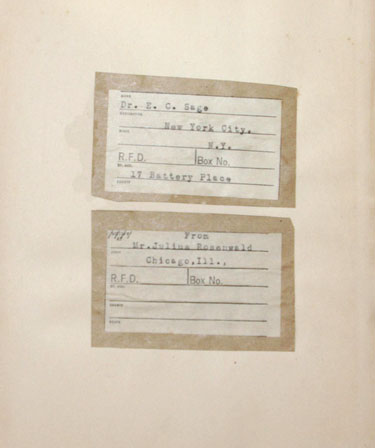 Dr. E. C. Sage
New York City,
N.Y.
R.F.D. Box No.
17 Battery Place
From
Mr.Julius Rosenwald
Chicago,Ill.,
R.F.D. Box No.